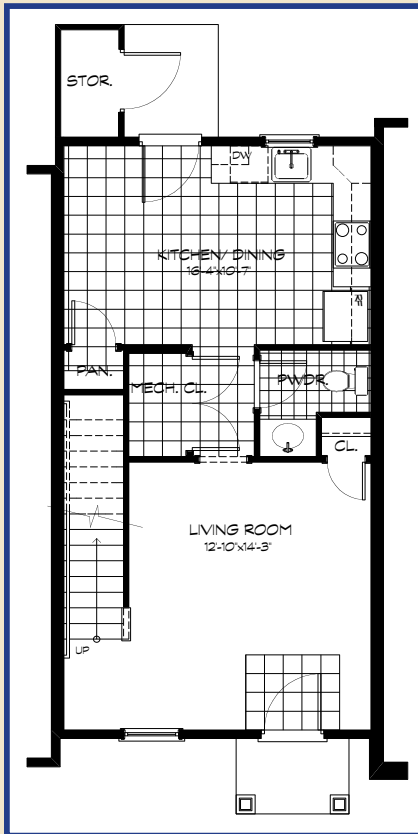 STOR.
DW
KITCHEN/ DINING
16-4"x10'-7"
PAN.
MECH. CL.
PWDR.
CL.
LIVING ROOM
12'-10"x14'-3"
UP